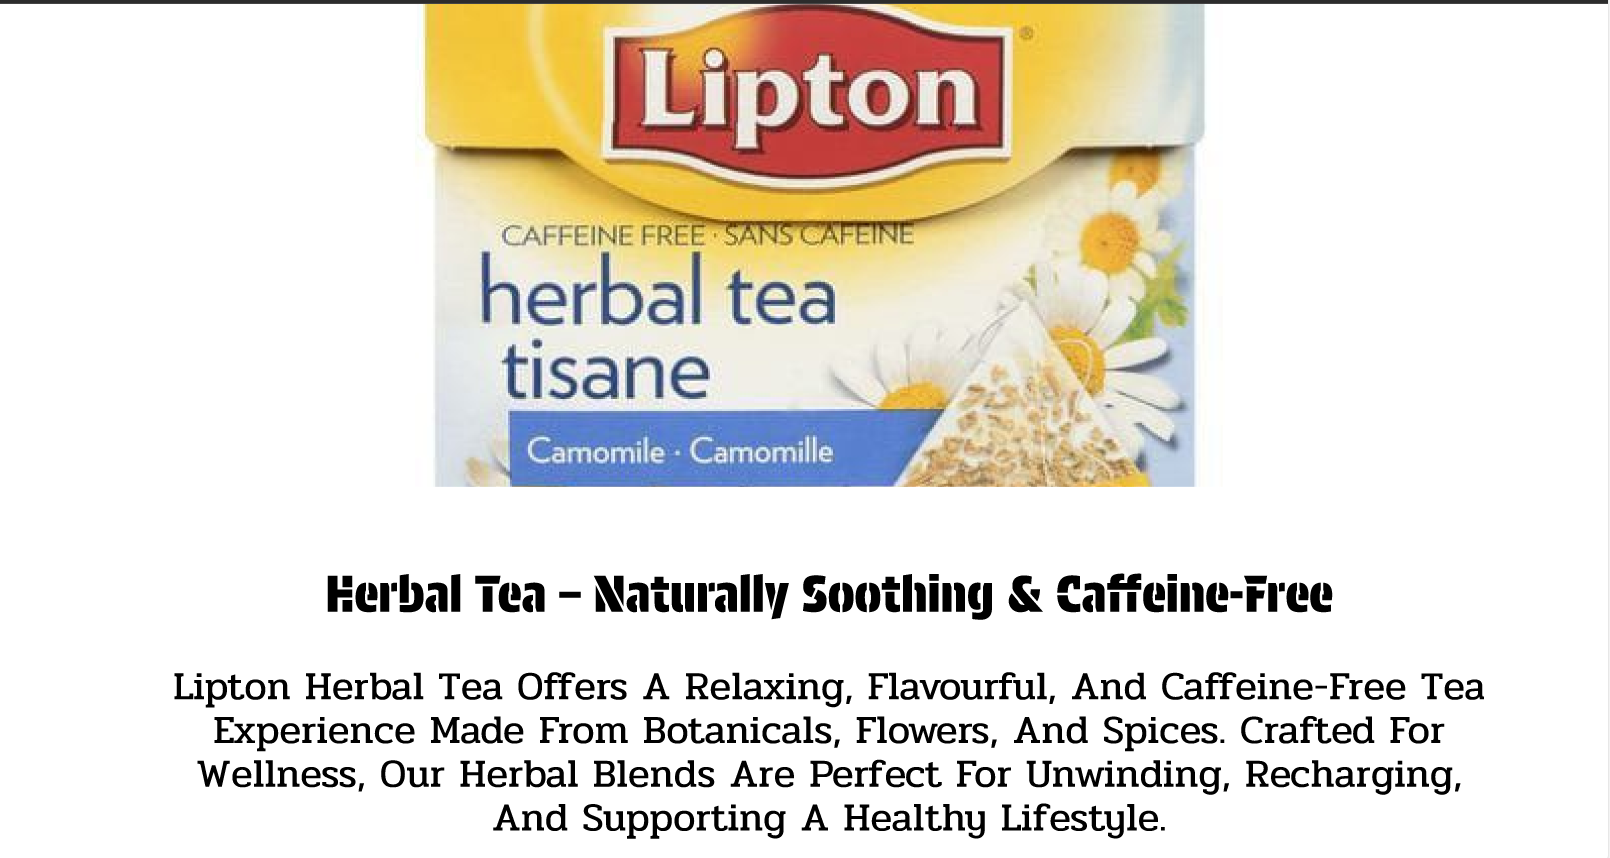 Lipton
®
CAFFEINE FREE · SANS CAFEINE
herbal tea
tisane
Camomile · Camomille
Herbal Tea – Naturally Soothing & Caffeine-Free
Lipton Herbal Tea Offers A Relaxing, Flavourful, And Caffeine-Free Tea
Experience Made From Botanicals, Flowers, And Spices. Crafted For
Wellness, Our Herbal Blends Are Perfect For Unwinding, Recharging,
And Supporting A Healthy Lifestyle.